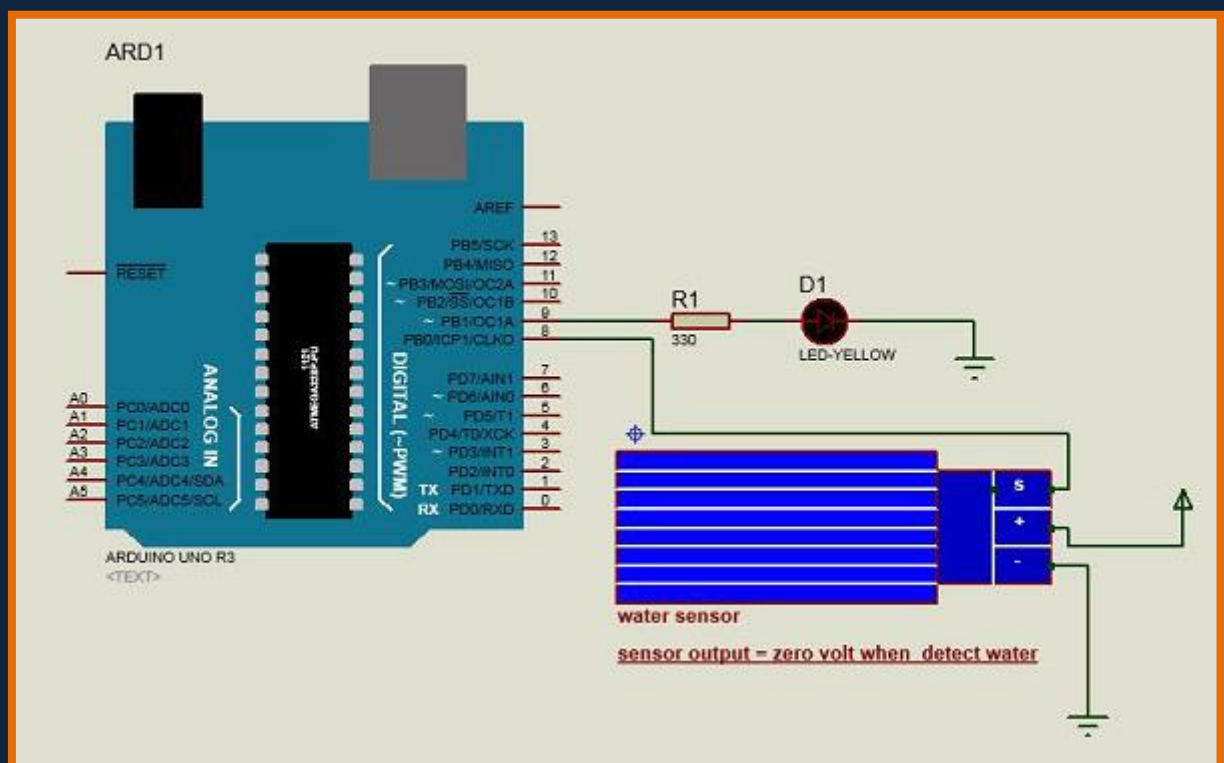 ARD1
AREF
13
PB5/SCK
12
PB4/MISO
11
~PB3/MOSI/OC2A
10
~ PB2/SS/OC1B
9
~ PB1/OC1A
8
PB0/ICP1/CLKO
RESET
1121
ATMEGA328P-PU
ANALOG IN
DIGITAL (~PWM)
7
PD7/AIN1
6
~ PD6/AIN0
5
~ PD5/T1
4
PD4/T0/XCK
3
~ PD3/INT1
2
PD2/INT0
1
TX PD1/TXD
0
RX PD0/RXD
A0
PC0/ADC0
A1
PC1/ADC1
A2
PC2/ADC2
A3
PC3/ADC3
A4
PC4/ADC4/SDA
A5
PC5/ADC5/SCL
ARDUINO UNO R3
<TEXT>
R1
330
D1
LED-YELLOW
S
+
-
water sensor
sensor output = zero volt when detect water